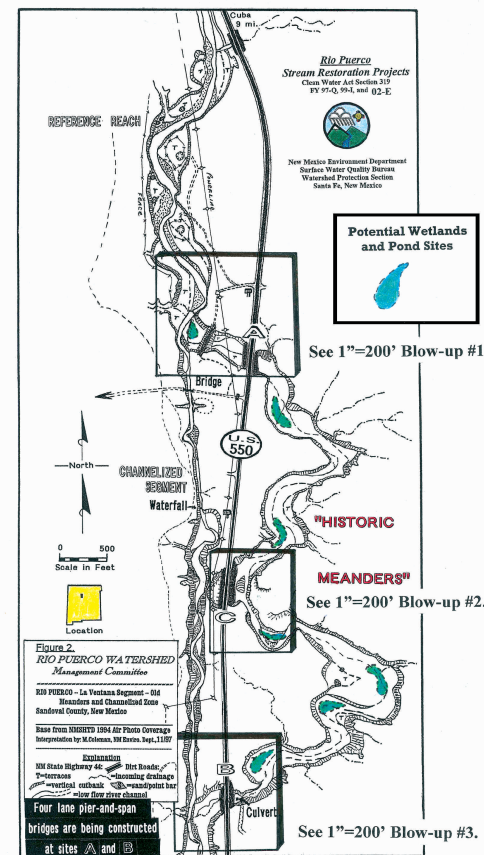 Cuba
9 mi.
Rio Puerco
Stream Restoration Projects
Clean Water Act Section 319
FY 97-Q, 99-I, and 02-E
New Mexico Environment Department
Surface Water Quality Bureau
Watershed Protection Section
Santa Fe, New Mexico
REFERENCE REACH
POWERLINE
FENCE
Potential Wetlands
and Pond Sites
A
See 1"=200' Blow-up #1
Bridge
U.S.
550
North
CHANNELIZED
SEGMENT
Waterfall
"HISTORIC
MEANDERS"
0 500
Scale in Feet
Location
See 1"=200' Blow-up #2.
C
Figure 2.
RIO PUERCO WATERSHED
Management Committee
RIO PUERCO - La Ventana Segment - Old
Meanders and Channelized Zone
Sandoval County, New Mexico
Base from NMSHTD 1994 Air Photo Coverage
Interpretation by: M.Coleman, NM Enviro. Dept.,11/97
Explanation
NM State Highway 44: Dirt Roads:
T=terraces =incoming drainage
=vertical cutbank =sand/point bar
=low flow river channel
B
Culvert
Four lane pier-and-span
bridges are being constructed
at sites A and B
See 1"=200' Blow-up #3.